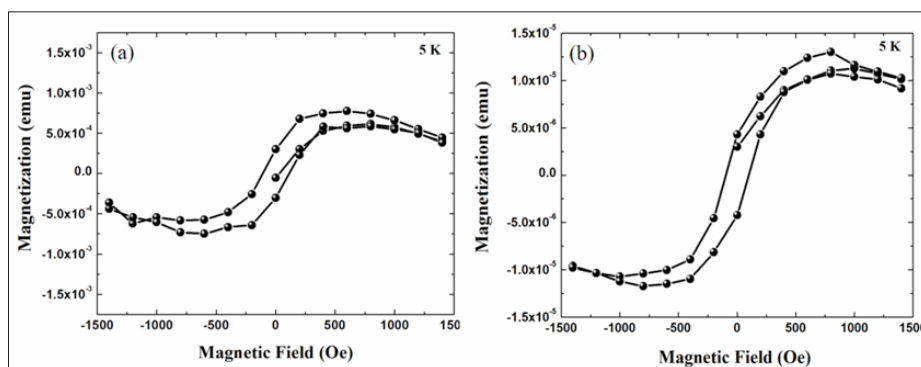 (a)
5 K
1.5x10⁻³
1.0x10⁻³
5.0x10⁻⁴
0.0
-5.0x10⁻⁴
-1.0x10⁻³
-1.5x10⁻³
Magnetization (emu)
-1500 -1000 -500 0 500 1000 150
Magnetic Field (Oe)
(b)
5 K
1.5x10⁻⁵
1.0x10⁻⁵
5.0x10⁻⁶
0.0
-5.0x10⁻⁶
-1.0x10⁻⁵
-1.5x10⁻⁵
Magnetization (emu)
-1500 -1000 -500 0 500 1000 1500
Magnetic Field (Oe)